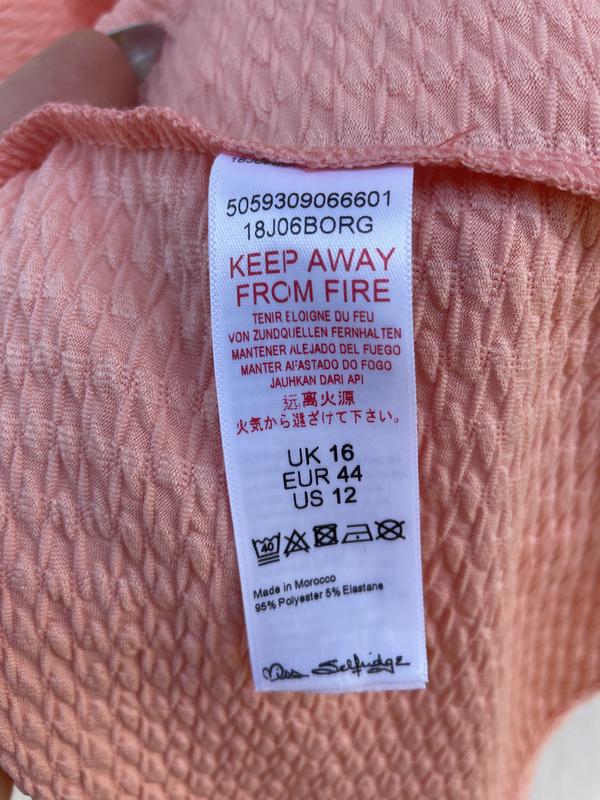 5059309066601
18J06BORG
KEEP AWAY
FROM FIRE
TENIR ELOIGNE DU FEU
VON ZUNDQUELLEN FERNHALTEN
MANTENER ALEJADO DEL FUEGO
MANTER AFASTADO DO FOGO
JAUHKAN DARI API
远离火源
火気から遠ざけて下さい。
UK 16
EUR 44
US 12
40
Made in Morocco
95% Polyester 5% Elastane
Miss Selfridge